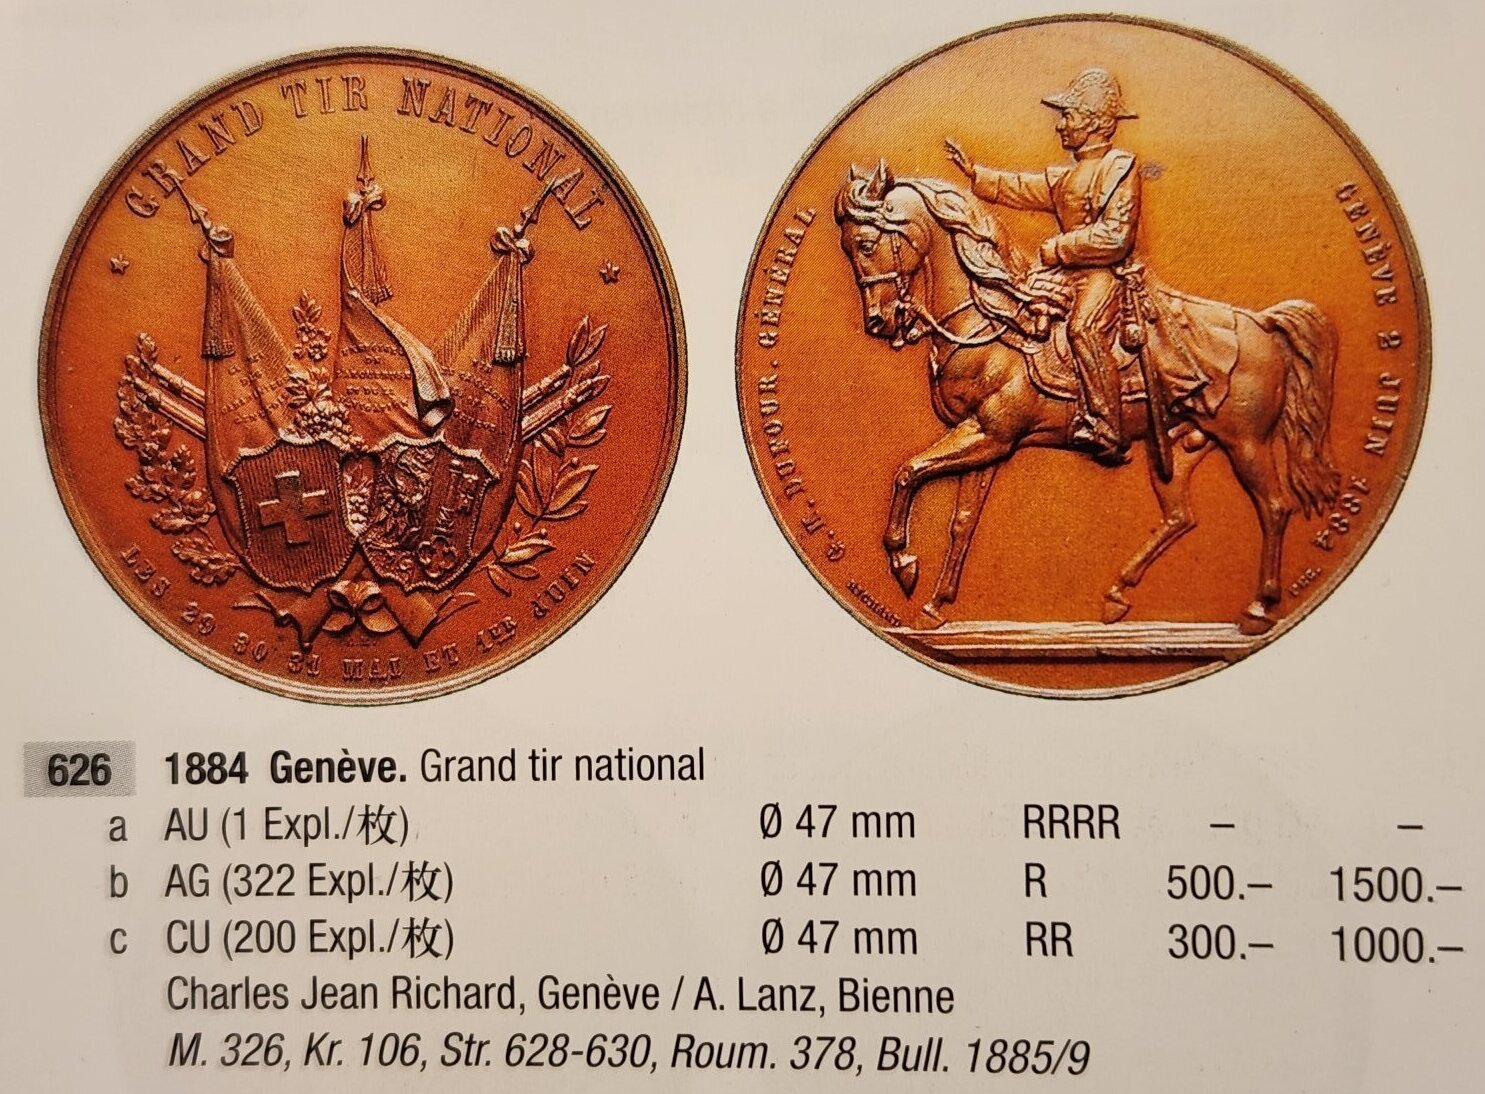 GRAND TIR NATIONAL
LES 29 30 31 MAI ET 1ER JUIN
G. H. DUFOUR. GÉNÉRAL
GENÈVE 2 JUIN 1884
RICHARD
FEC.
626 1884 Genève. Grand tir national
a AU (1 Expl./枚) Ø 47 mm RRRR – –
b AG (322 Expl./枚) Ø 47 mm R 500.– 1500.–
c CU (200 Expl./枚) Ø 47 mm RR 300.– 1000.–
Charles Jean Richard, Genève / A. Lanz, Bienne
M. 326, Kr. 106, Str. 628-630, Roum. 378, Bull. 1885/9